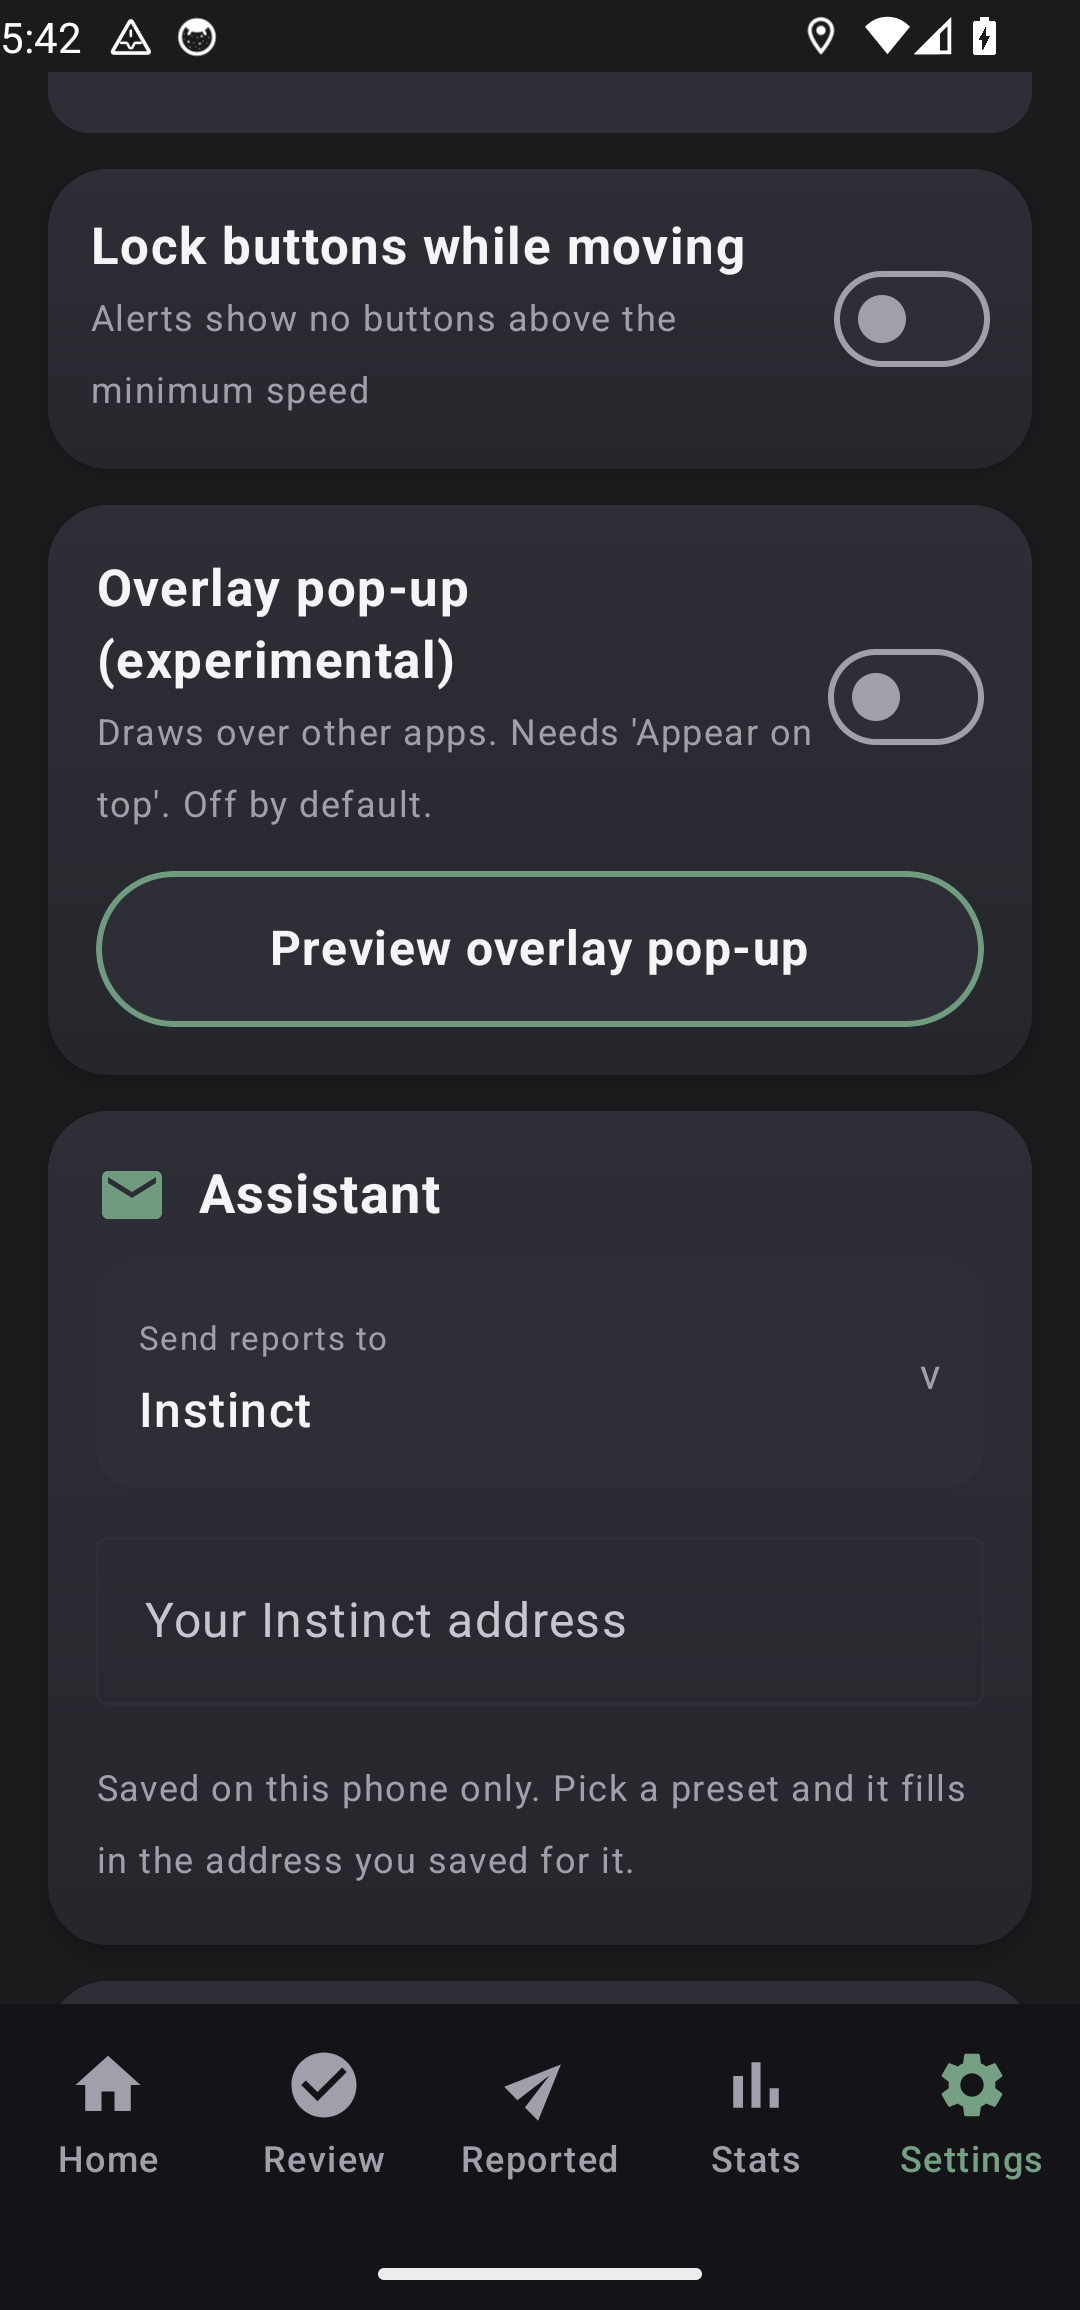 5:42
Lock buttons while moving
Alerts show no buttons above the
minimum speed
Overlay pop-up
(experimental)
Draws over other apps. Needs 'Appear on
top'. Off by default.
Preview overlay pop-up
Assistant
Send reports to
Instinct
v
Your Instinct address
Saved on this phone only. Pick a preset and it fills
in the address you saved for it.
Home Review Reported Stats Settings